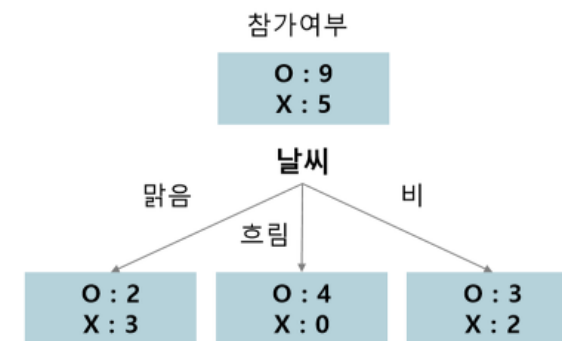 참가여부
O : 9
X : 5
날씨
맑음
흐림
비
O : 2
X : 3
O : 4
X : 0
O : 3
X : 2